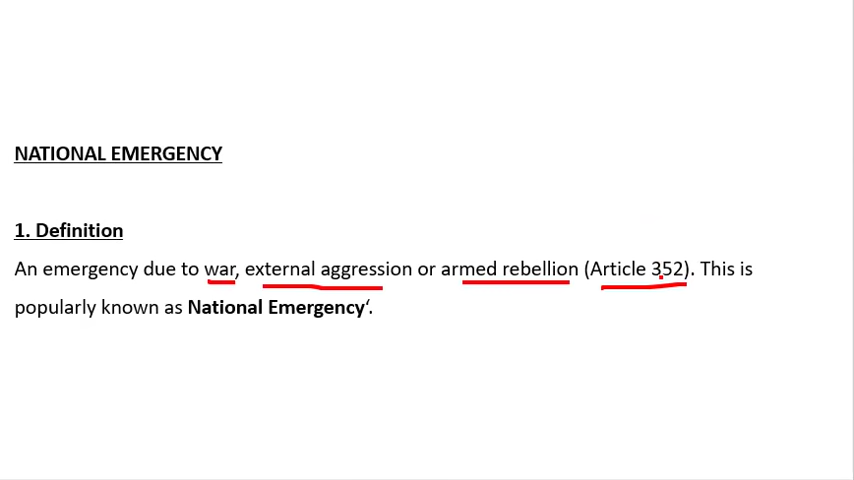 NATIONAL EMERGENCY
1. Definition
An emergency due to war, external aggression or armed rebellion (Article 352). This is
popularly known as National Emergency‘.